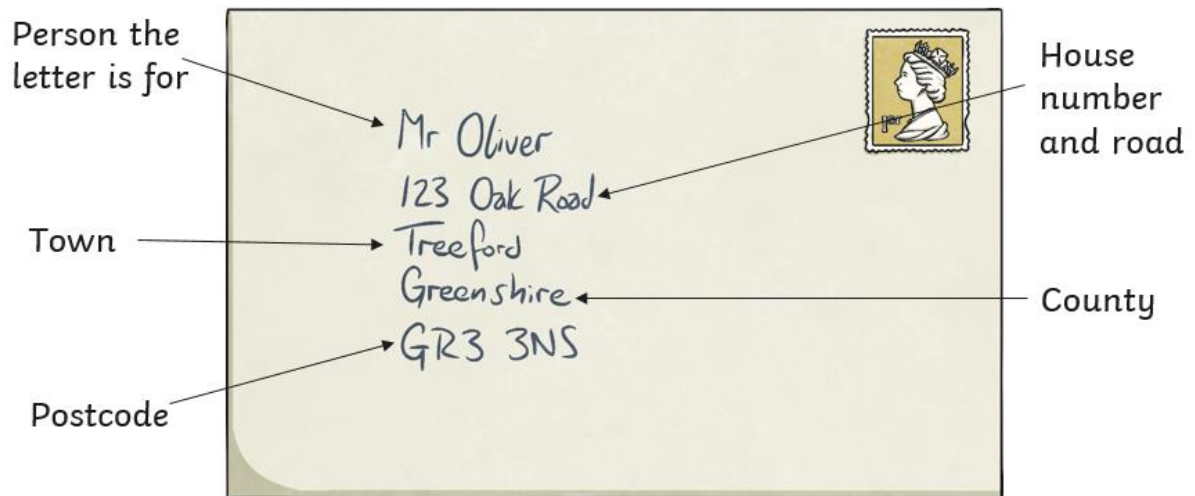 Person the
letter is for
House
number
and road
Mr Oliver
123 Oak Road
Town
Treeford
Greenshire
County
GR3 3NS
Postcode
1ST